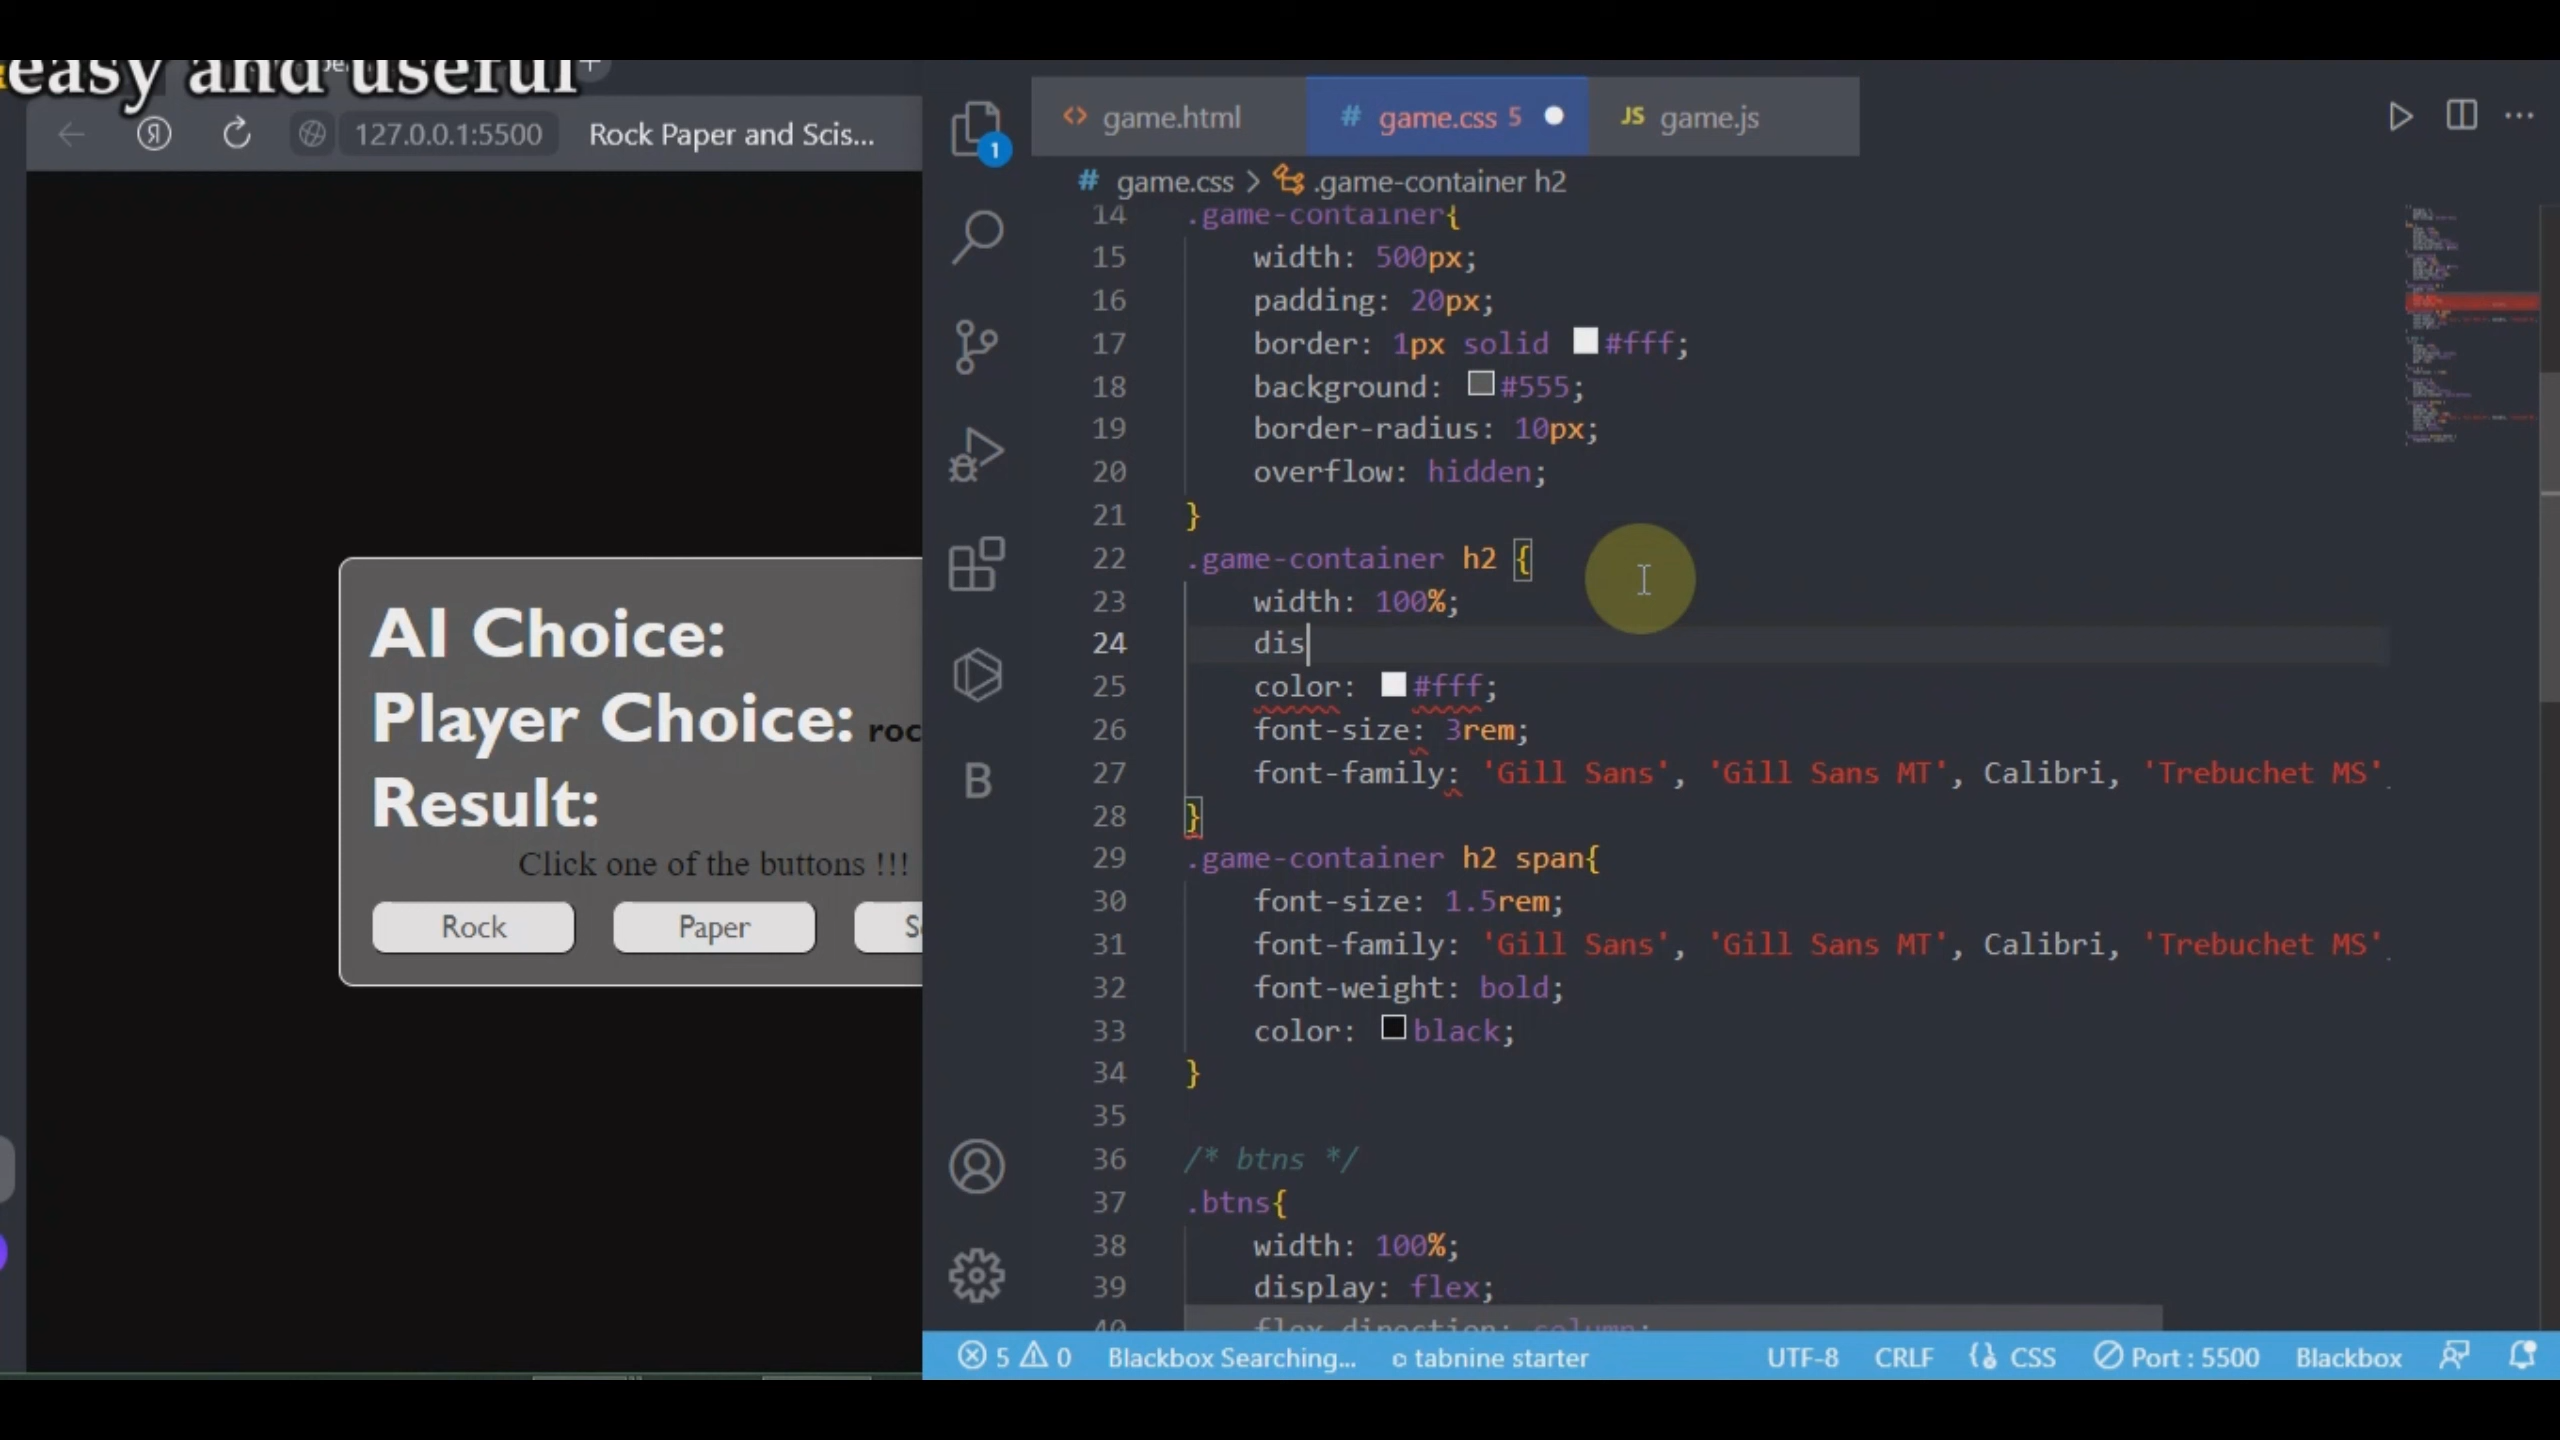 easy and useful
127.0.0.1:5500 Rock Paper and Scis...
AI Choice:
Player Choice: roc
Result:
Click one of the buttons !!!
Rock Paper
1
game.html
game.css 5
JS game.js
# game.css > .game-container h2
14 .game-container{
15 width: 500px;
16 padding: 20px;
17 border: 1px solid #fff;
18 background: #555;
19 border-radius: 10px;
20 overflow: hidden;
21 }
22 .game-container h2 {
23 width: 100%;
24 dis
25 color: #fff;
26 font-size: 3rem;
27 font-family: 'Gill Sans', 'Gill Sans MT', Calibri, 'Trebuchet MS'
28 }
29 .game-container h2 span{
30 font-size: 1.5rem;
31 font-family: 'Gill Sans', 'Gill Sans MT', Calibri, 'Trebuchet MS'
32 font-weight: bold;
33 color: black;
34 }
35
36 /* btns */
37 .btns{
38 width: 100%;
39 display: flex;
40 flex-direction: column;
5 0 Blackbox Searching... tabnine starter UTF-8 CRLF CSS Port : 5500 Blackbox